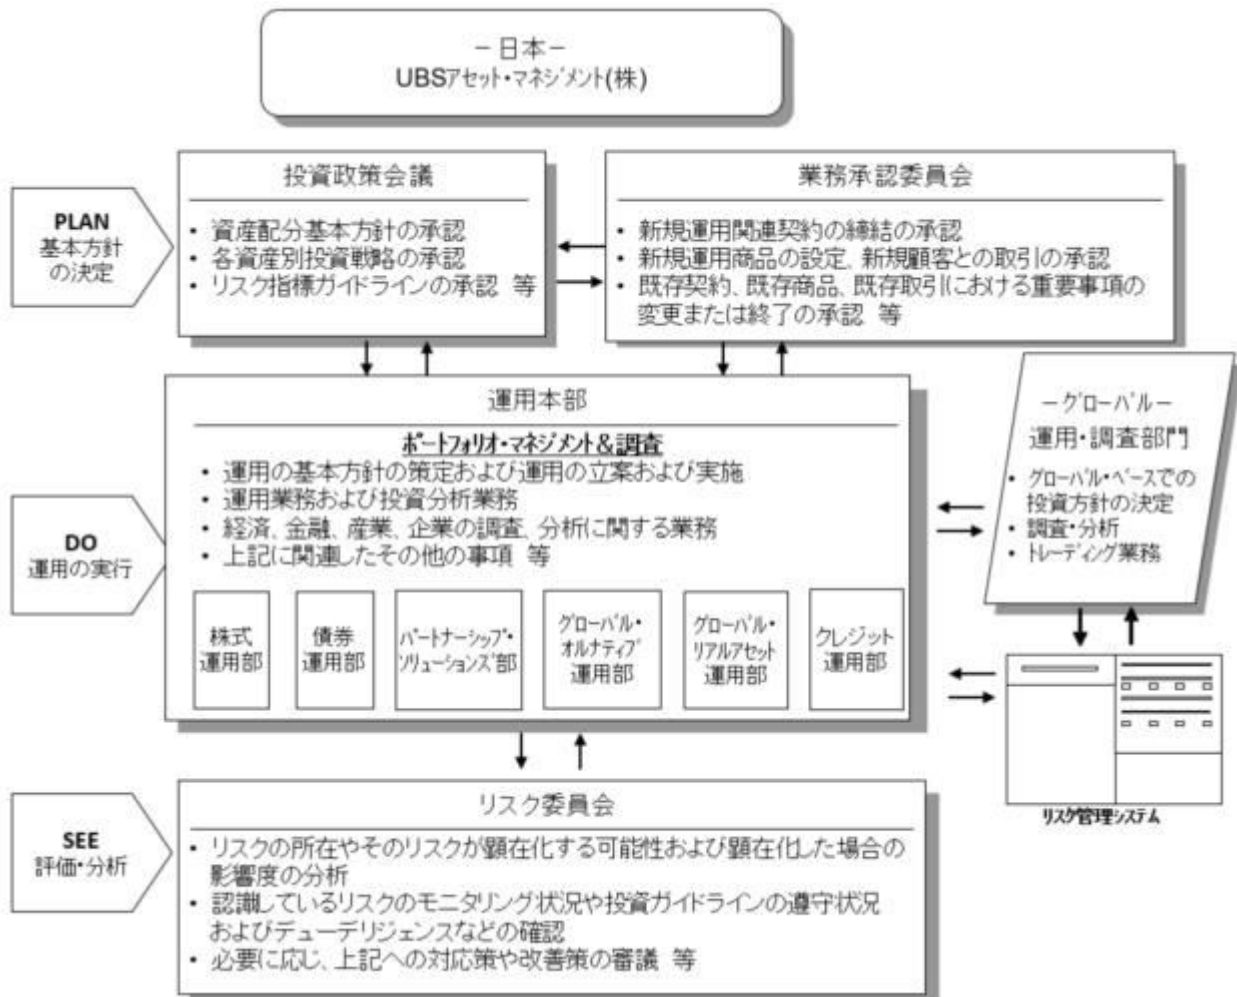 －日本－
UBSアセット・マネジメント(株)
PLAN
基本方針
の決定
投資政策会議
・ 資産配分基本方針の承認
・ 各資産別投資戦略の承認
・ リスク指標ガイドラインの承認 等
業務承認委員会
・ 新規運用関連契約の締結の承認
・ 新規運用商品の設定、新規顧客との取引の承認
・ 既存契約、既存商品、既存取引における重要事項の
変更または終了の承認 等
DO
運用の実行
運用本部
ポートフォリオ・マネジメント＆調査
・ 運用の基本方針の策定および運用の立案および実施
・ 運用業務および投資分析業務
・ 経済、金融、産業、企業の調査、分析に関する業務
・ 上記に関連したその他の事項 等
株式
運用部
債券
運用部
パートナーシップ・
ソリューションズ部
グローバル・
オルナティブ
運用部
グローバル・
リアルアセット
運用部
クレジット
運用部
－グローバル－
運用・調査部門
・ グローバル・ベースでの
投資方針の決定
・ 調査・分析
・ トレーディング業務
リスク管理システム
SEE
評価・分析
リスク委員会
・ リスクの所在やそのリスクが顕在化する可能性および顕在化した場合の
影響度の分析
・ 認識しているリスクのモニタリング状況や投資ガイドラインの遵守状況
およびデューデリジェンスなどの確認
・ 必要に応じ、上記への対応策や改善策の審議 等